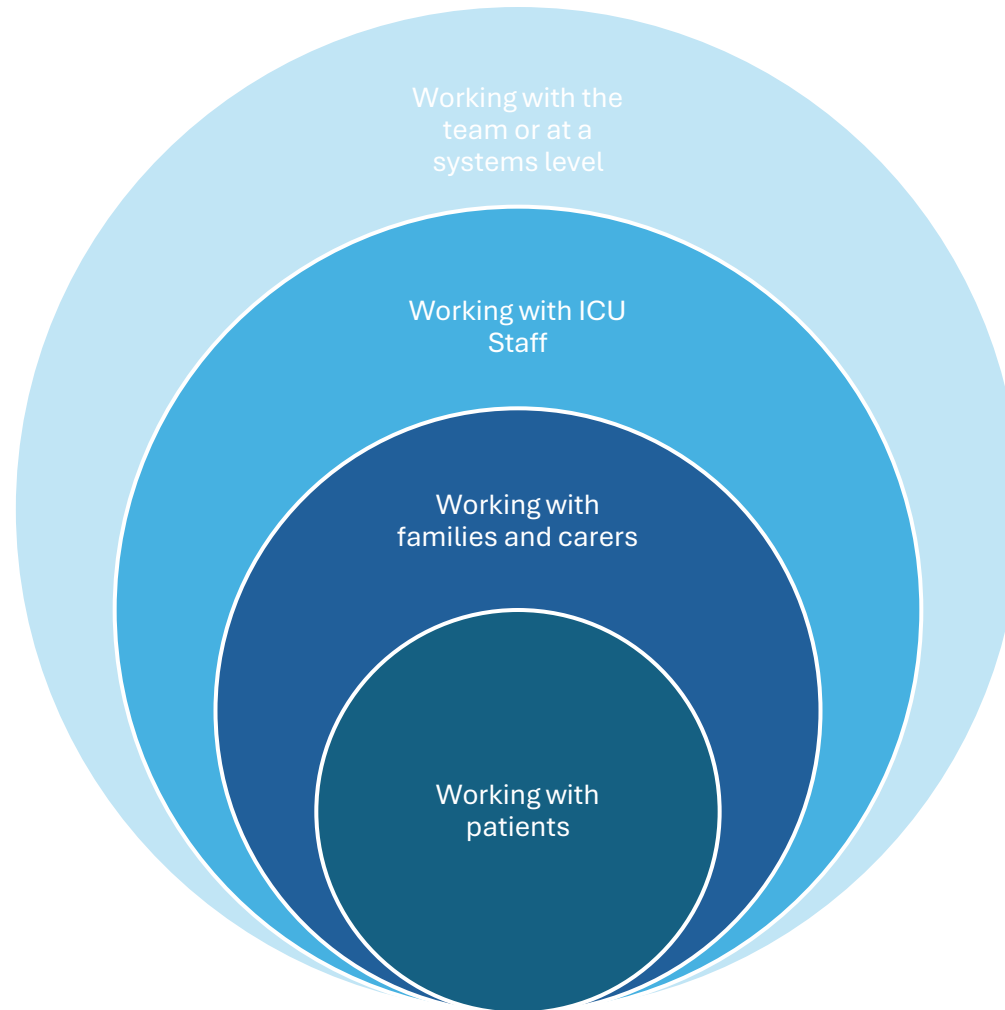 Working with the
team or at a
systems level
Working with ICU
Staff
Working with
families and carers
Working with
patients